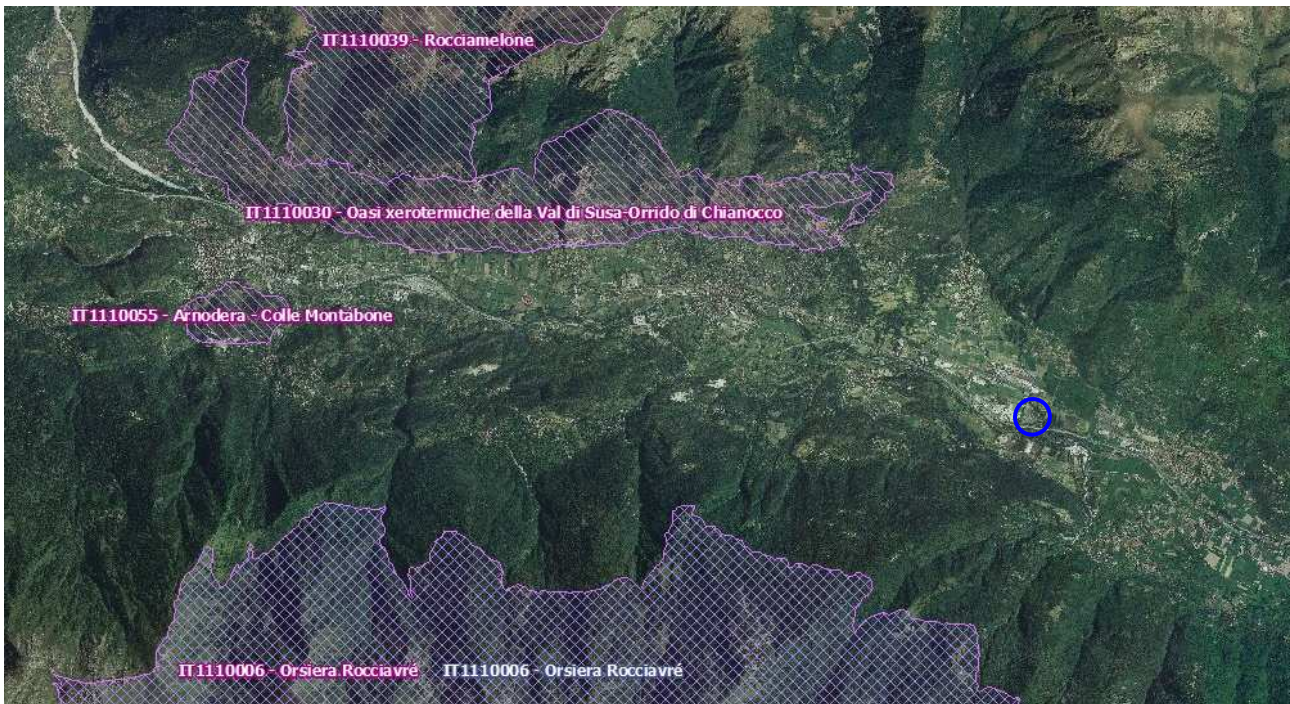 IT1110039 - Rocciamelone
IT1110030 - Oasi xerotermiche della Val di Susa-Orrido di Chianocco
IT1110055 - Arnodera - Colle Montabone
IT1110006 - Orsiera Rocciavré
IT1110006 - Orsiera Rocciavré